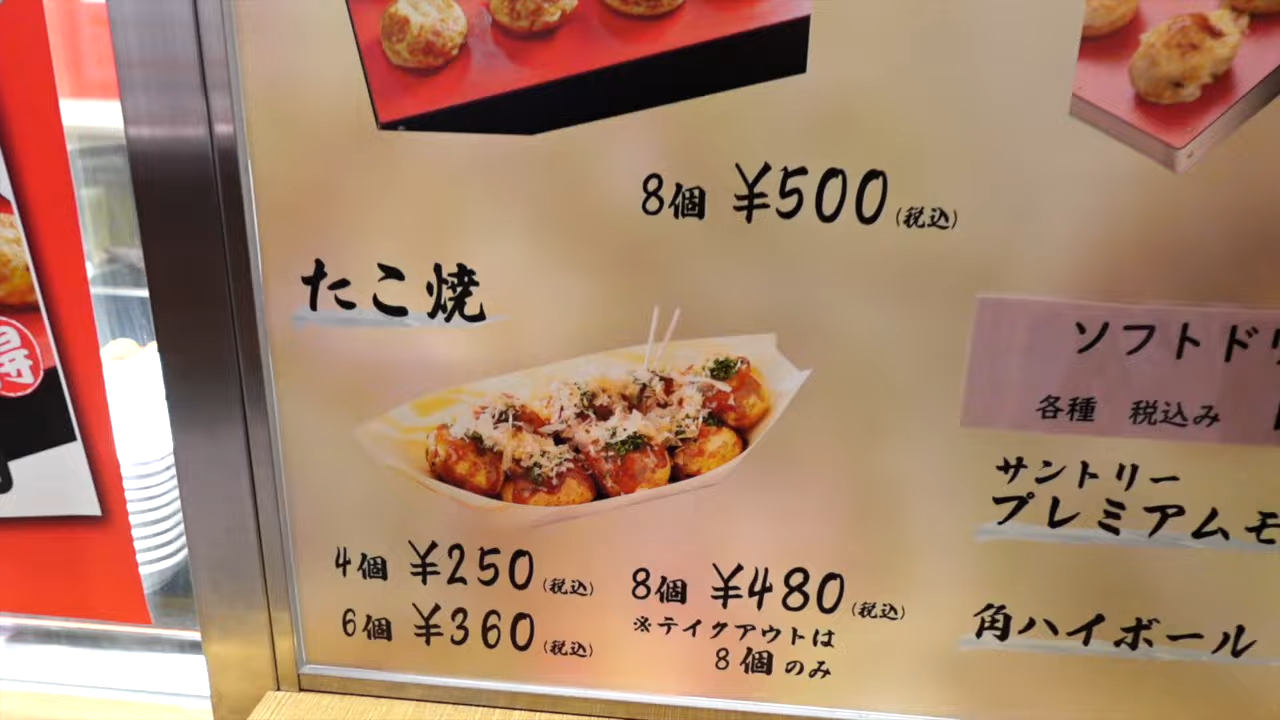 8個 ¥500(税込)
たこ焼
4個 ¥250(税込)
6個 ¥360(税込)
8個 ¥480(税込)
※テイクアウトは
8個のみ
ソフトド
各種 税込み
サントリー
プレミアムモ
角ハイボール
得